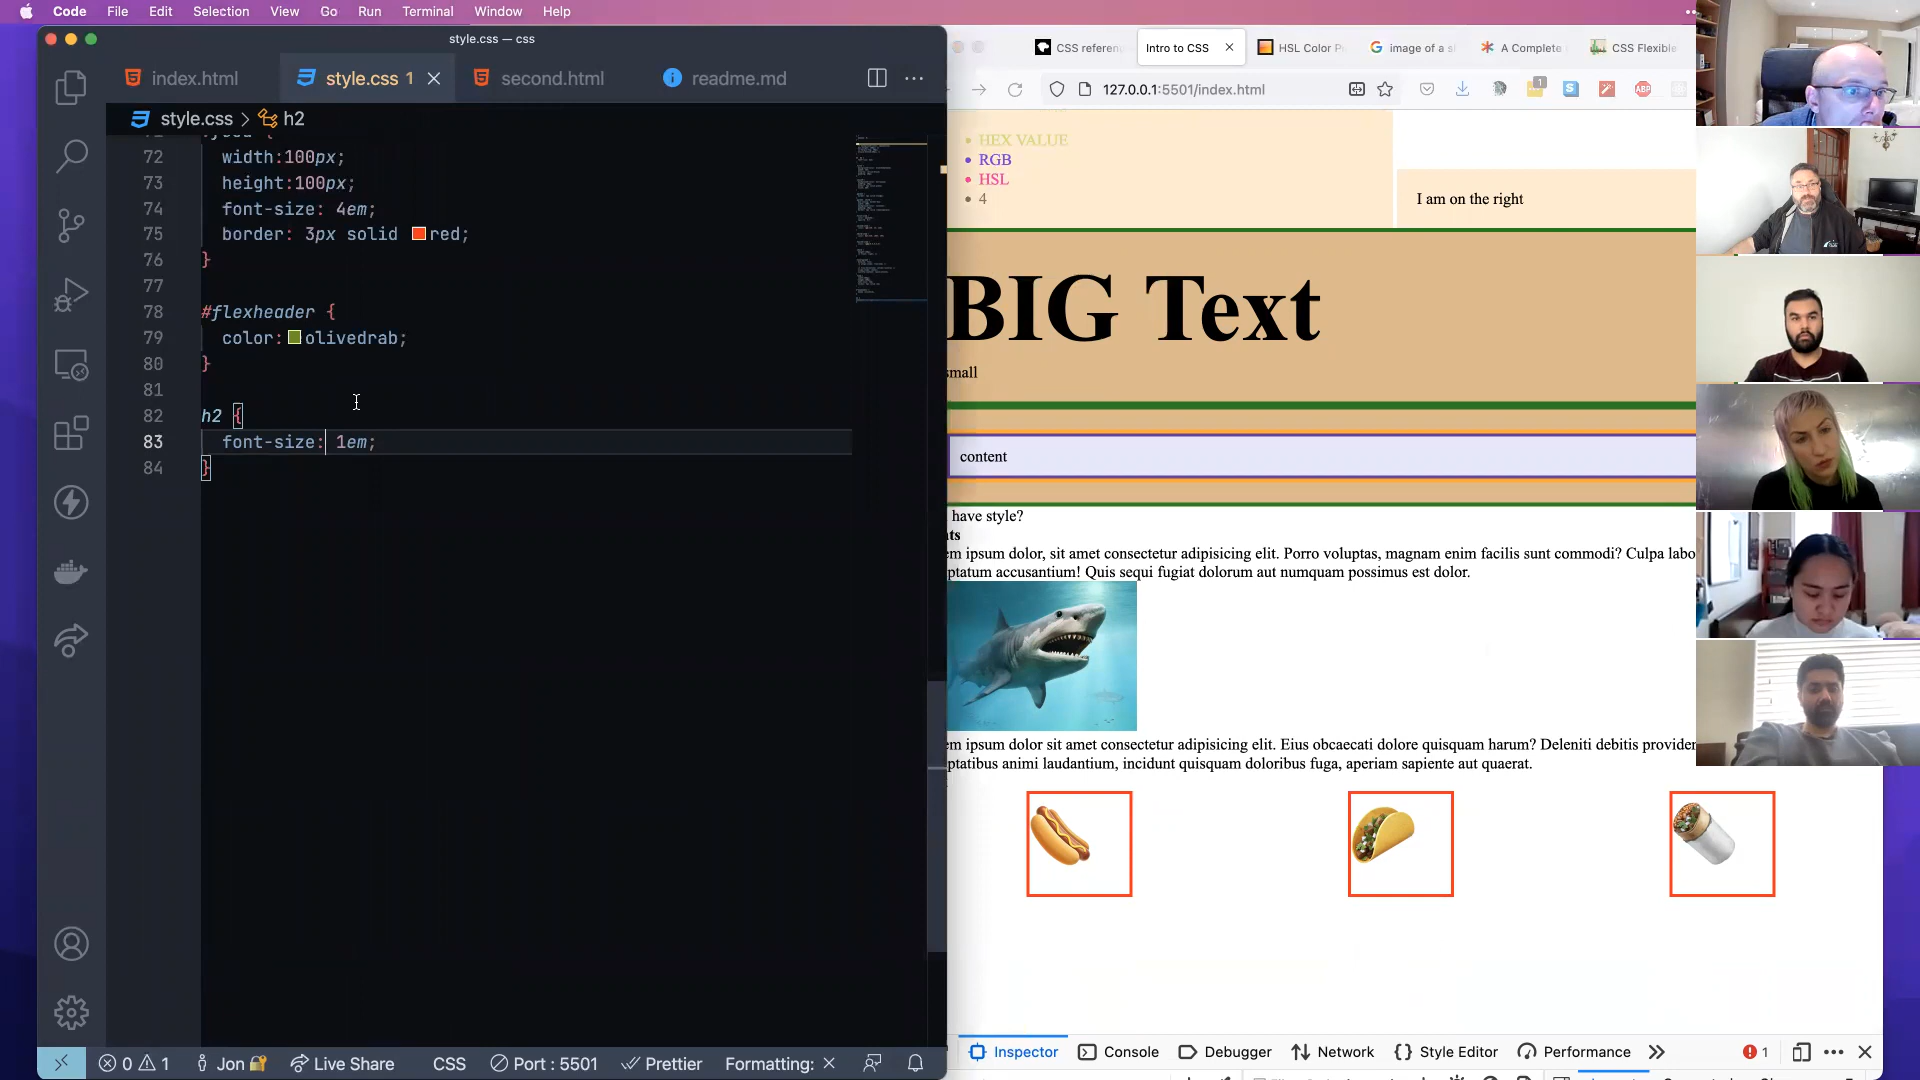 Code File Edit Selection View Go Run Terminal Window Help
style.css — css
index.html
style.css 1
second.html
readme.md
style.css > h2
72 width:100px;
73 height:100px;
74 font-size: 4em;
75 border: 3px solid red;
76 }
77
78 #flexheader {
79 color: olivedrab;
80 }
81
82 h2 {
83 font-size: 1em;
84 }
0 1 Jon Live Share CSS Port : 5501 Prettier Formatting:
CSS referen
Intro to CSS
HSL Color P
image of a s
A Complete
CSS Flexible
127.0.0.1:5501/index.html
1
ABP
HEX VALUE
RGB
HSL
4
I am on the right
BIG Text
small
content
have style?
ts
em ipsum dolor, sit amet consectetur adipisicing elit. Porro voluptas, magnam enim facilis sunt commodi? Culpa labo
ptatum accusantium! Quis sequi fugiat dolorum aut numquam possimus est dolor.
em ipsum dolor sit amet consectetur adipisicing elit. Eius obcaecati dolore quisquam harum? Deleniti debitis provider
ptatibus animi laudantium, incidunt quisquam doloribus fuga, aperiam sapiente aut quaerat.
Inspector Console Debugger Network Style Editor Performance 1